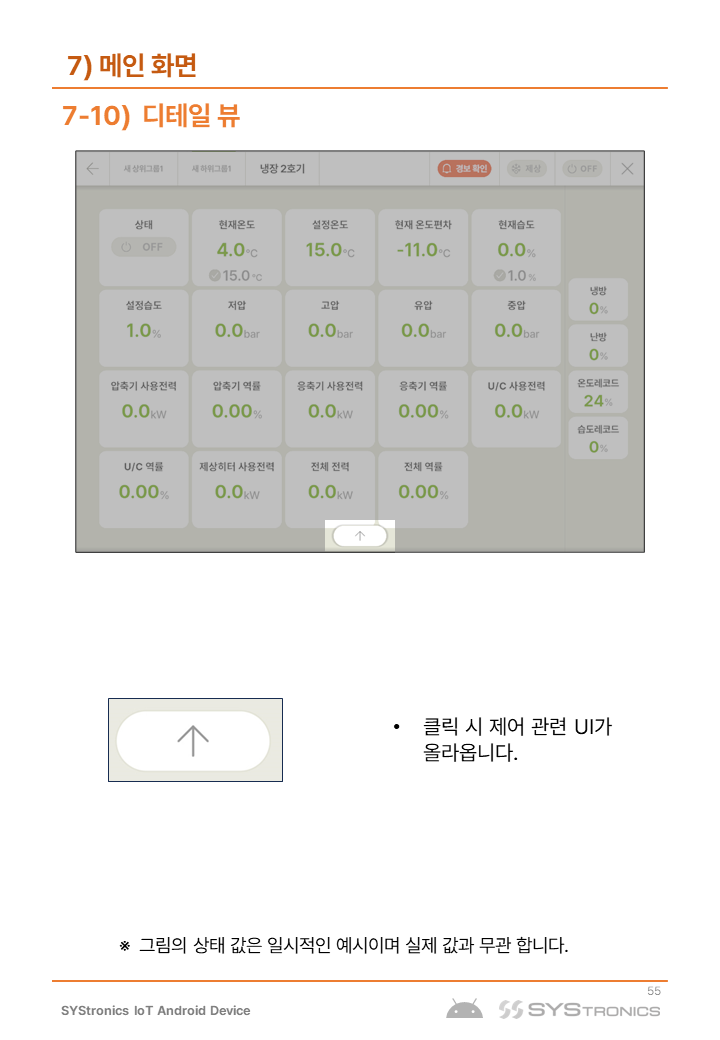 7) 메인 화면
7-10) 디테일 뷰
새 상위그룹1 새 하위그룹1 냉장 2호기 경보 확인 제상 OFF
상태 현재온도 설정온도 현재 온도편차 현재습도
OFF 4.0°C 15.0°C -11.0°C 0.0%
15.0°C 1.0%
냉방
0%
설정습도 저압 고압 유압 중압
1.0% 0.0bar 0.0bar 0.0bar 0.0bar
난방
0%
압축기 사용전력 압축기 역률 응축기 사용전력 응축기 역률 U/C 사용전력
0.0kW 0.00% 0.0kW 0.00% 0.0kW
온도레코드
24%
습도레코드
0%
U/C 역률 제상히터 사용전력 전체 전력 전체 역률
0.00% 0.0kW 0.0kW 0.00%
• 클릭 시 제어 관련 UI가
올라옵니다.
※ 그림의 상태 값은 일시적인 예시이며 실제 값과 무관 합니다.
55
SYStronics IoT Android Device
SYSTRONICS